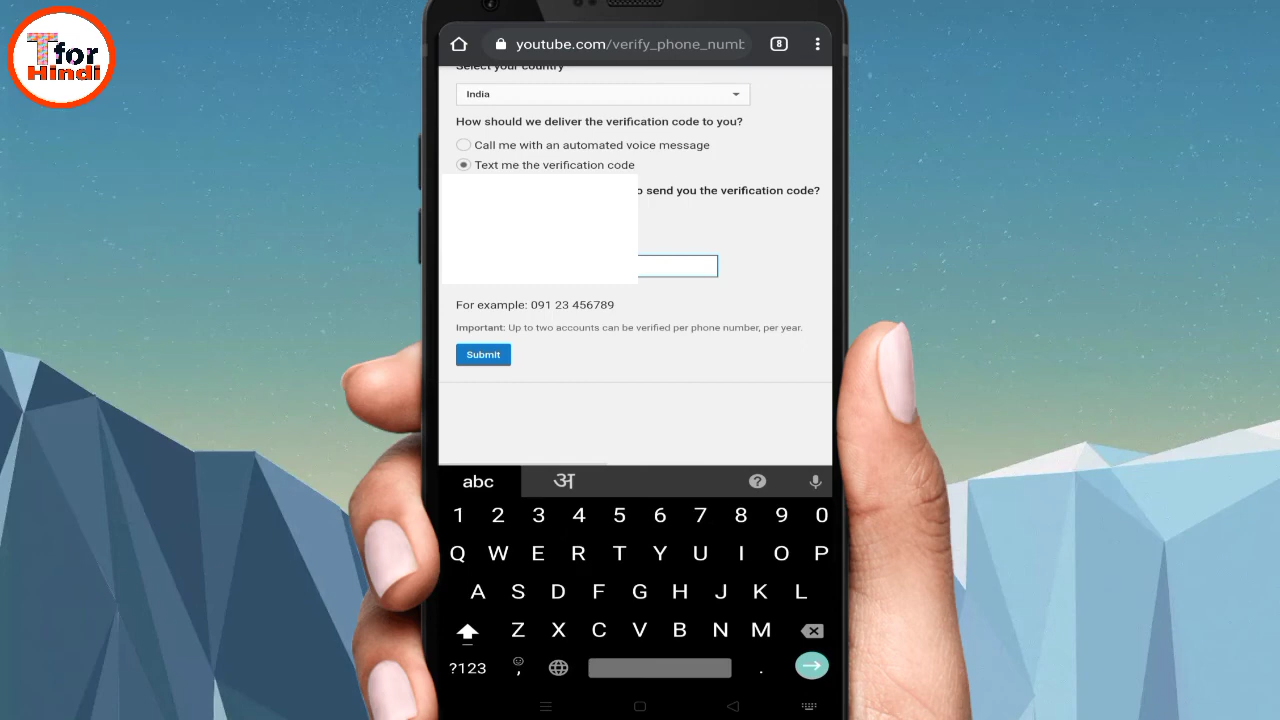 T for
Hindi
youtube.com/verify_phone_numb
8
Select your country
India
How should we deliver the verification code to you?
Call me with an automated voice message
Text me the verification code
to send you the verification code?
For example: 091 23 456789
Important: Up to two accounts can be verified per phone number, per year.
Submit
abc अ ?
1 2 3 4 5 6 7 8 9 0
Q W E R T Y U I O P
A S D F G H J K L
Z X C V B N M
?123 , .